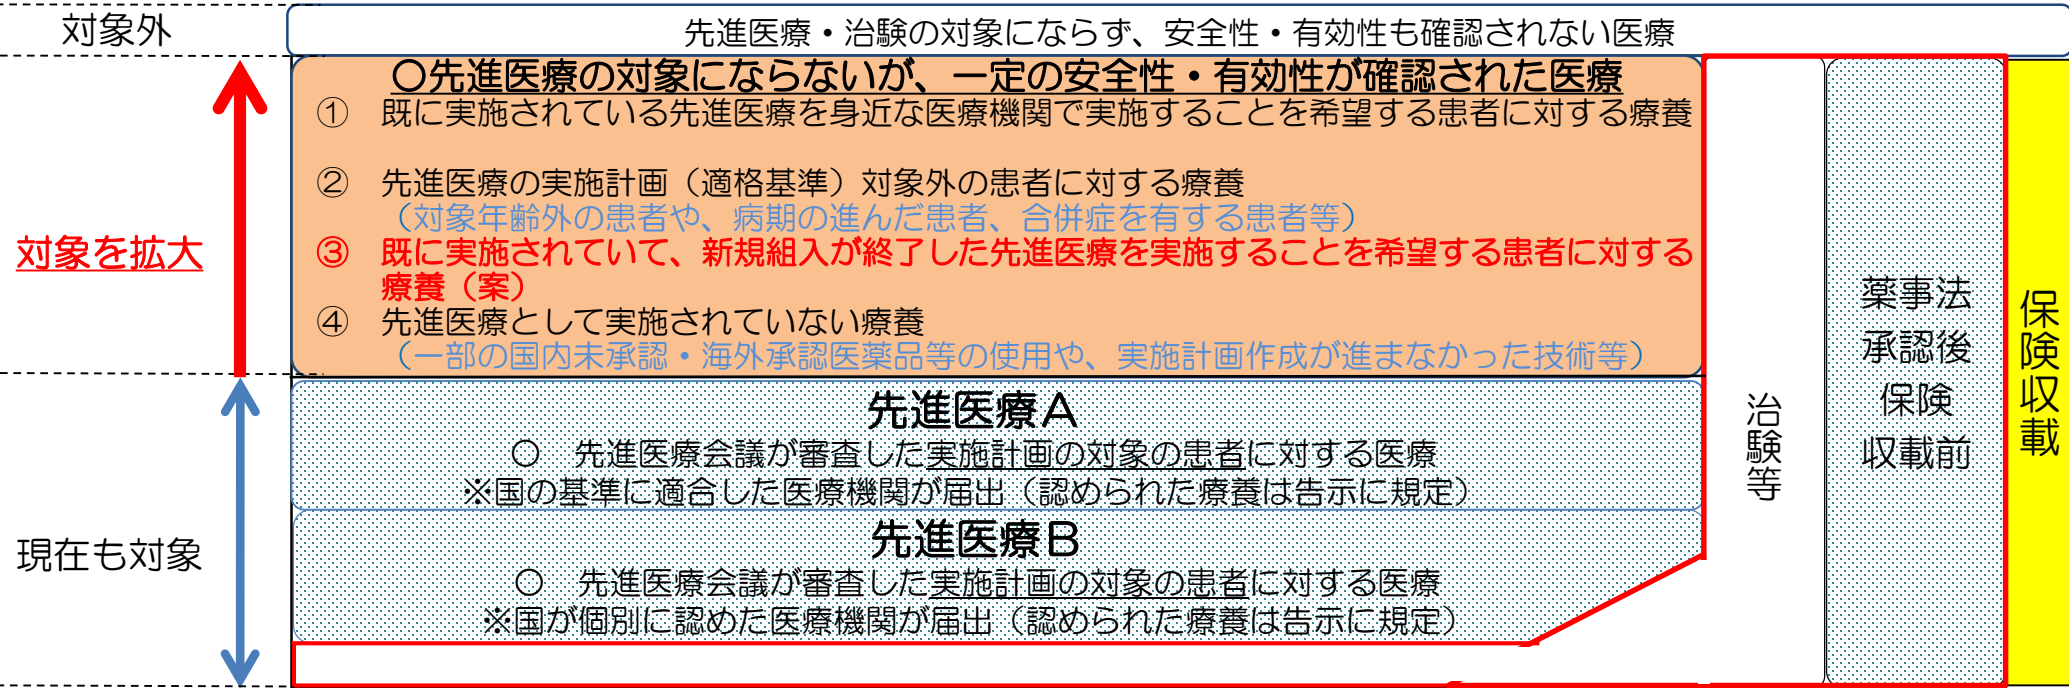 対象外
先進医療・治験の対象にならず、安全性・有効性も確認されない医療
〇先進医療の対象にならないが、一定の安全性・有効性が確認された医療
① 既に実施されている先進医療を身近な医療機関で実施することを希望する患者に対する療養
② 先進医療の実施計画（適格基準）対象外の患者に対する療養
（対象年齢外の患者や、病期の進んだ患者、合併症を有する患者等）
③ 既に実施されていて、新規組入が終了した先進医療を実施することを希望する患者に対する
療養（案）
④ 先進医療として実施されていない療養
（一部の国内未承認・海外承認医薬品等の使用や、実施計画作成が進まなかった技術等）
対象を拡大
先進医療Ａ
〇 先進医療会議が審査した実施計画の対象の患者に対する医療
※国の基準に適合した医療機関が届出（認められた療養は告示に規定）
先進医療Ｂ
〇 先進医療会議が審査した実施計画の対象の患者に対する医療
※国が個別に認めた医療機関が届出（認められた療養は告示に規定）
現在も対象
治験等
薬事法
承認後
保険
収載前
保険収載